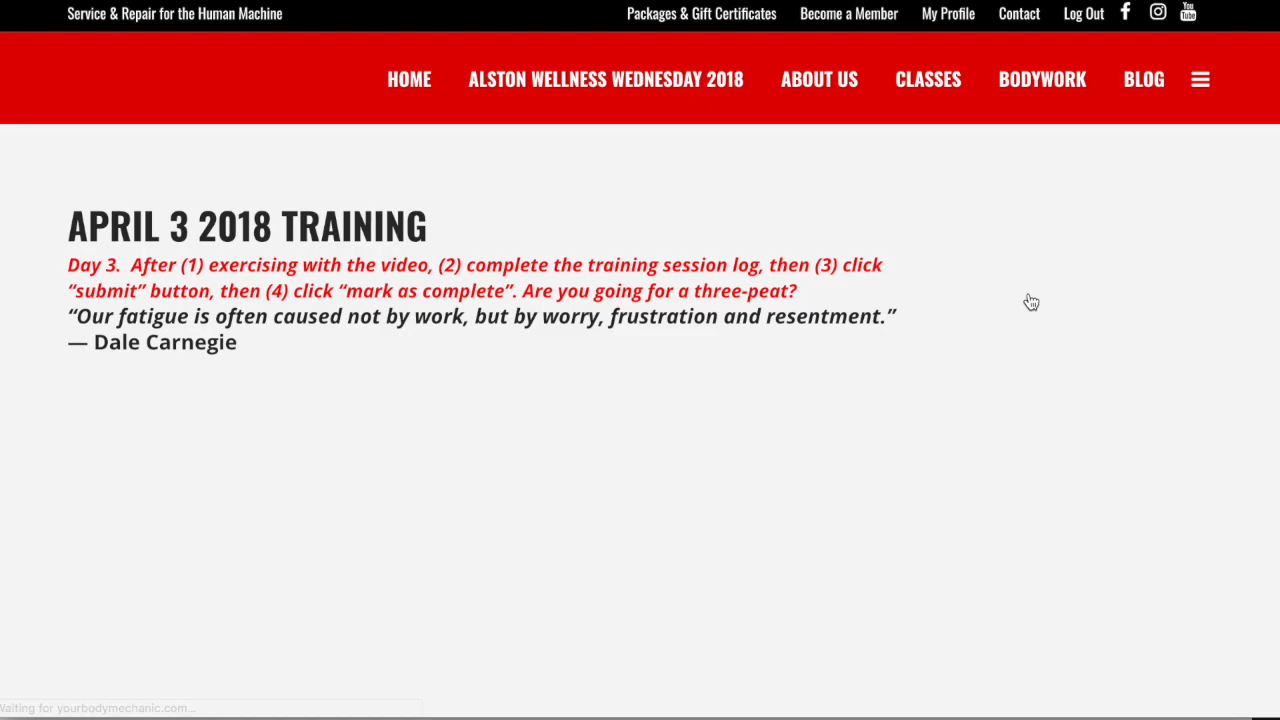 Service & Repair for the Human Machine
Packages & Gift Certificates Become a Member My Profile Contact Log Out You Tube
HOME ALSTON WELLNESS WEDNESDAY 2018 ABOUT US CLASSES BODYWORK BLOG
APRIL 3 2018 TRAINING
Day 3. After (1) exercising with the video, (2) complete the training session log, then (3) click
“submit” button, then (4) click “mark as complete”. Are you going for a three-peat?
“Our fatigue is often caused not by work, but by worry, frustration and resentment.”
— Dale Carnegie
Waiting for yourbodymechanic.com...